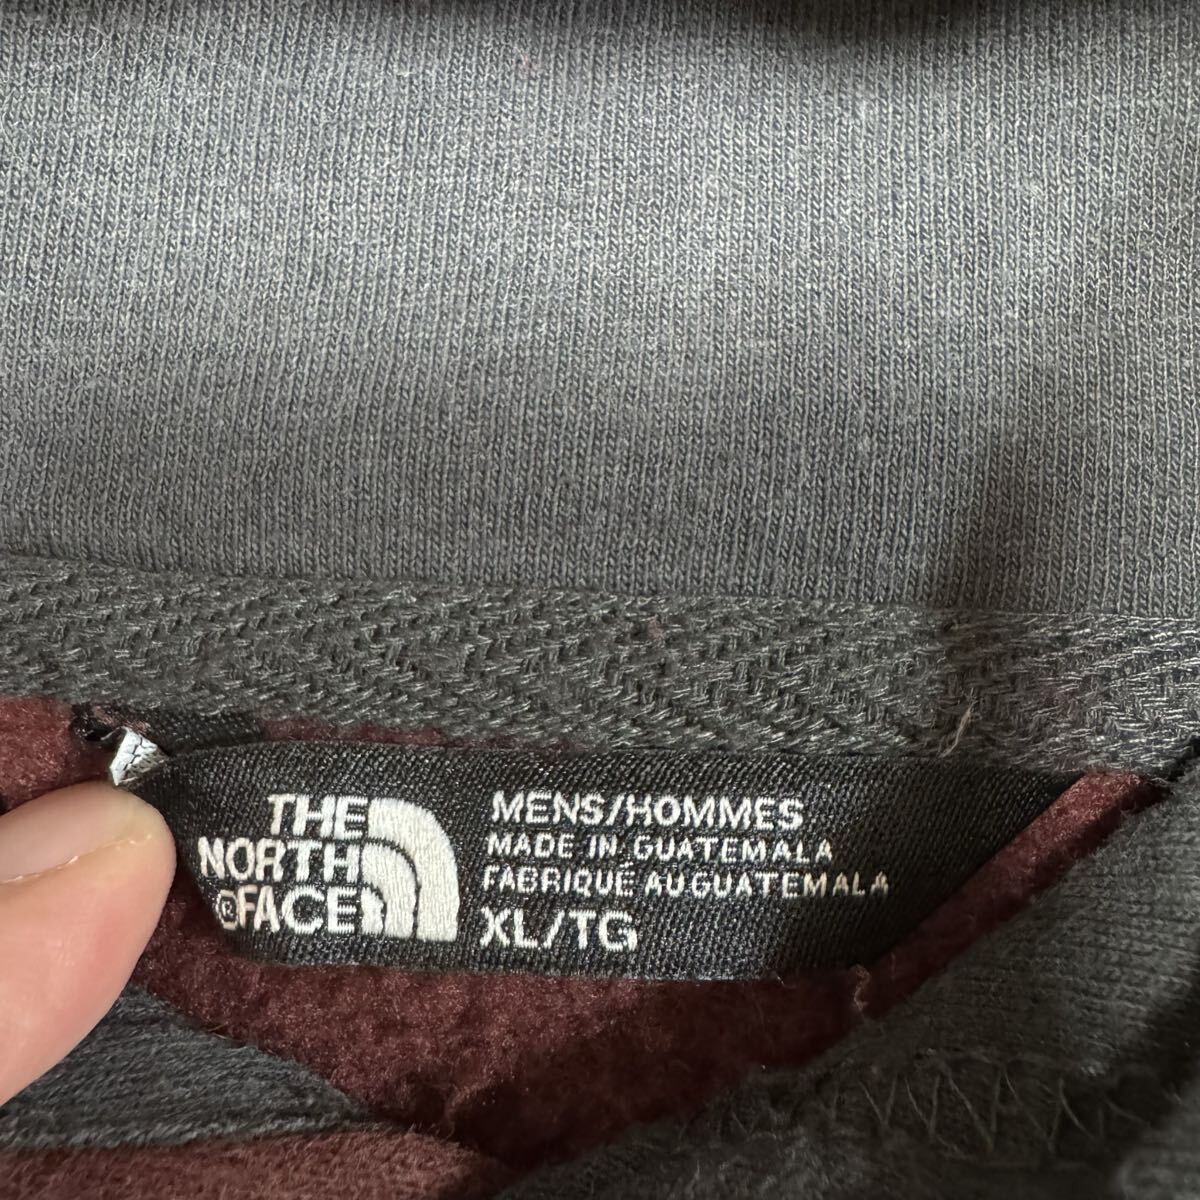 THE
NORTH
®FACE
MENS/HOMMES
MADE IN GUATEMALA
FABRIQUÉ AU GUATEMALA
XL/TG